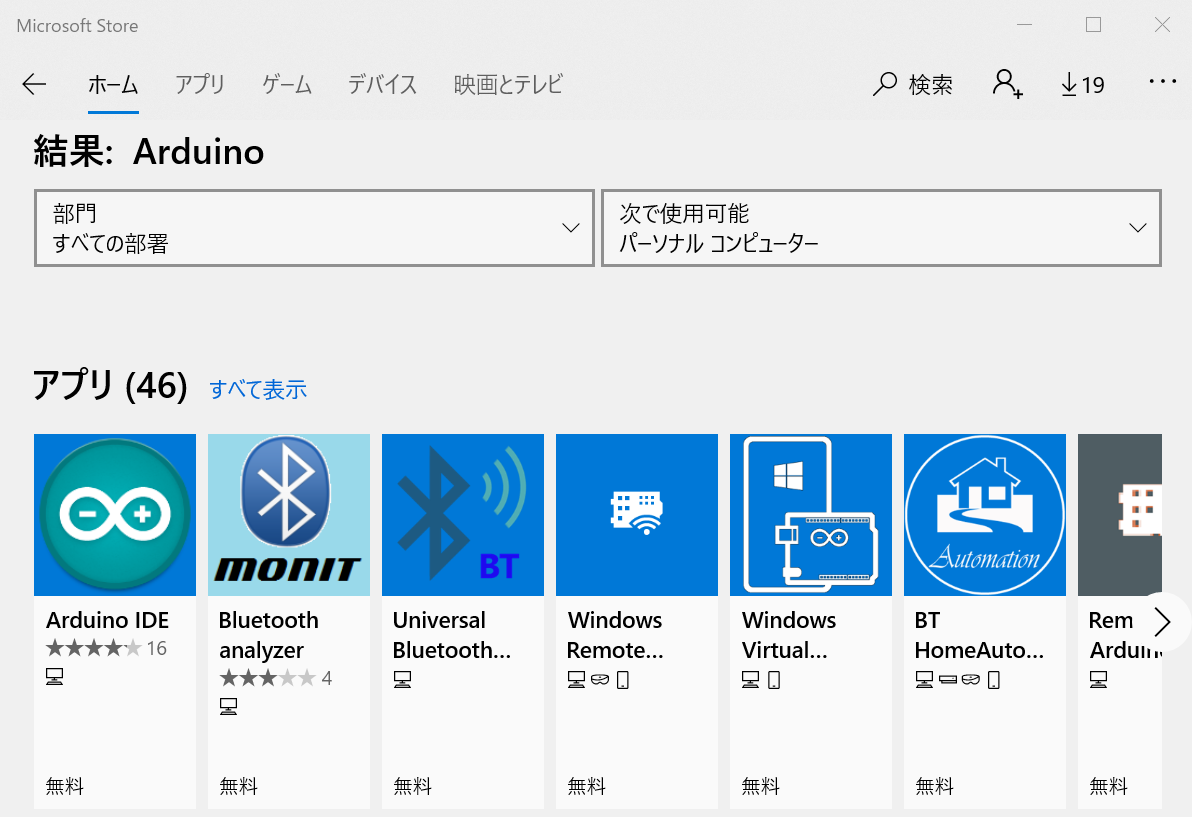 Microsoft Store
ホーム アプリ ゲーム デバイス 映画とテレビ 検索 19
結果: Arduino
部門
すべての部署
次で使用可能
パーソナル コンピューター
アプリ (46) すべて表示
MONIT
BT
Automation
Arduino IDE
16
無料
Bluetooth
analyzer
4
無料
Universal
Bluetooth...
無料
Windows
Remote...
無料
Windows
Virtual...
無料
BT
HomeAuto...
無料
Rem
無料